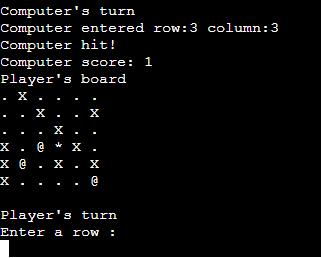 Computer's turn
Computer entered row:3 column:3
Computer hit!
Computer score: 1
Player's board
. X . . . .
. . X . . X
. . . X . .
X . @ * X .
X @ . X . X
X . . . . @
Player's turn
Enter a row :